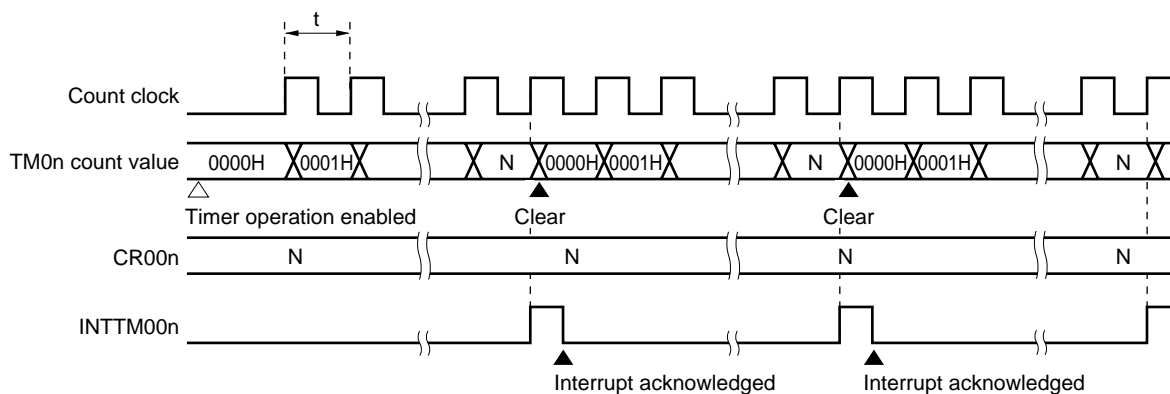 t
Count clock
TM0n count value
0000H
0001H
N
0000H
0001H
N
0000H
0001H
N
Timer operation enabled
Clear
Clear
CR00n
N
N
N
N
INTTM00n
Interrupt acknowledged
Interrupt acknowledged